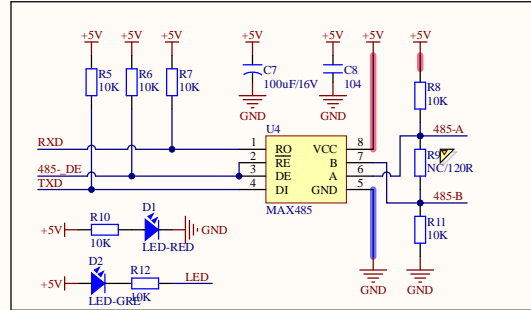 +5V +5V +5V +5V +5V +5V +5V
R5
10K
R6
10K
R7
10K
C7
100uF/16V
C8
104
R8
10K
GND
GND
U4
RXD
485-_DE
TXD
1
2
3
4
RO
RE
DE
DI
VCC
B
A
GND
8
7
6
5
MAX485
485-A
R9
NC/120R
485-B
R11
10K
+5V
R10
10K
D1
LED-RED
GND
+5V
D2
LED-GRE
R12
10K
LED
GND
GND